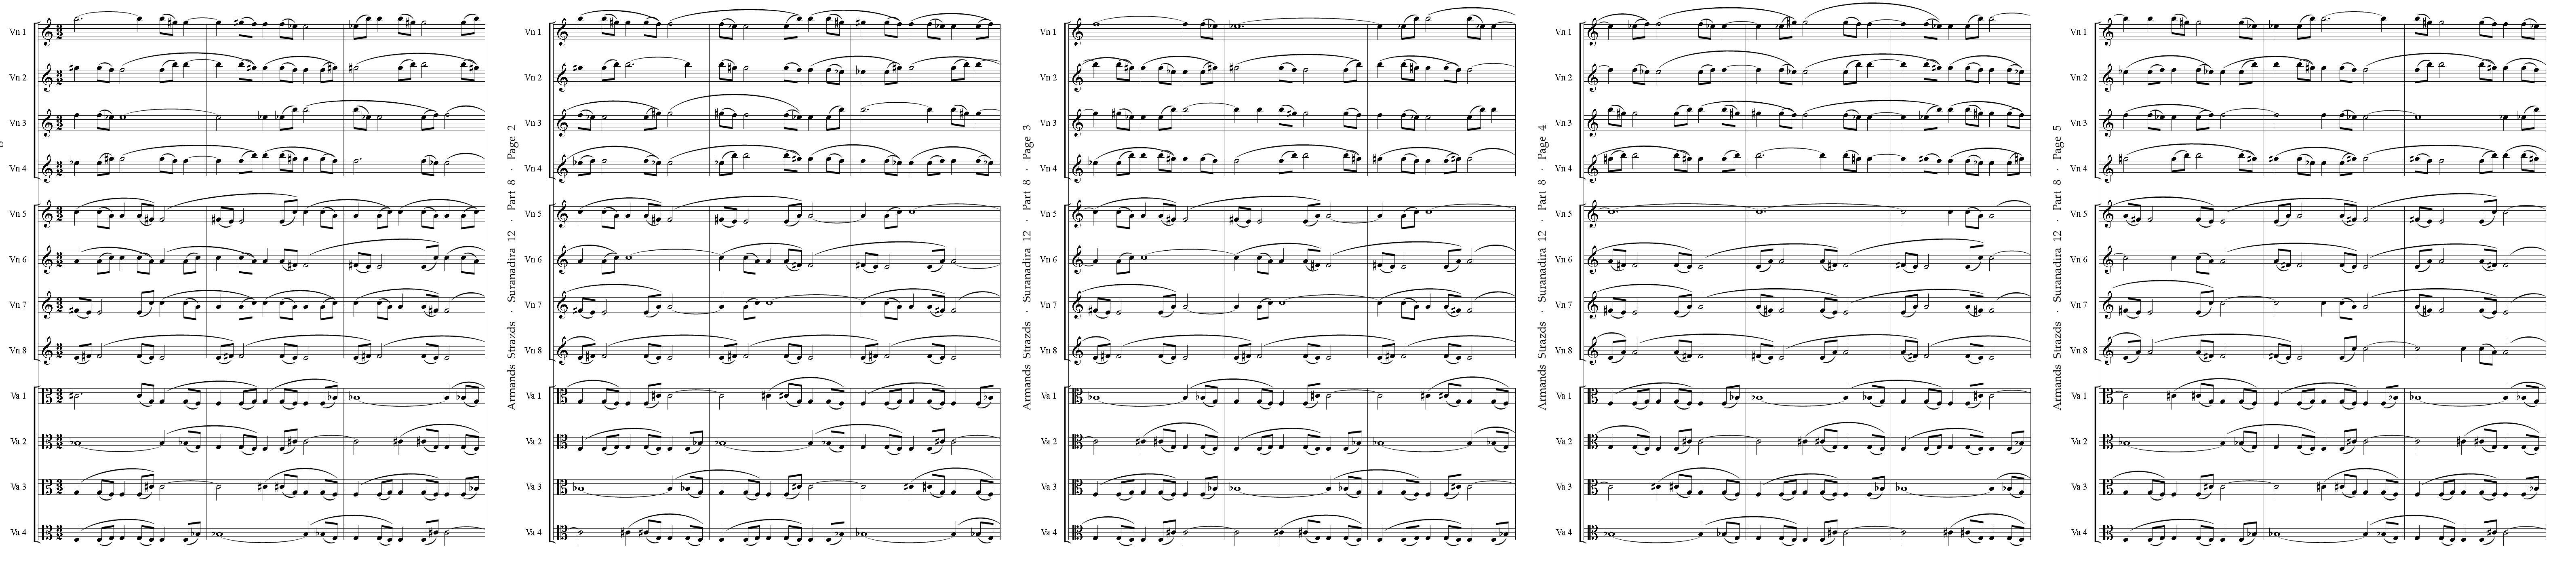 Vn 1
Vn 2
Vn 3
Vn 4
Vn 5
Vn 6
Vn 7
Vn 8
Va 1
Va 2
Va 3
Va 4
Armands Strazds · Suranadira 12 · Part 8 · Page 2
Vn 1
Vn 2
Vn 3
Vn 4
Vn 5
Vn 6
Vn 7
Vn 8
Va 1
Va 2
Va 3
Va 4
Armands Strazds · Suranadira 12 · Part 8 · Page 3
Vn 1
Vn 2
Vn 3
Vn 4
Vn 5
Vn 6
Vn 7
Vn 8
Va 1
Va 2
Va 3
Va 4
Armands Strazds · Suranadira 12 · Part 8 · Page 4
Vn 1
Vn 2
Vn 3
Vn 4
Vn 5
Vn 6
Vn 7
Vn 8
Va 1
Va 2
Va 3
Va 4
Armands Strazds · Suranadira 12 · Part 8 · Page 5
Vn 1
Vn 2
Vn 3
Vn 4
Vn 5
Vn 6
Vn 7
Vn 8
Va 1
Va 2
Va 3
Va 4